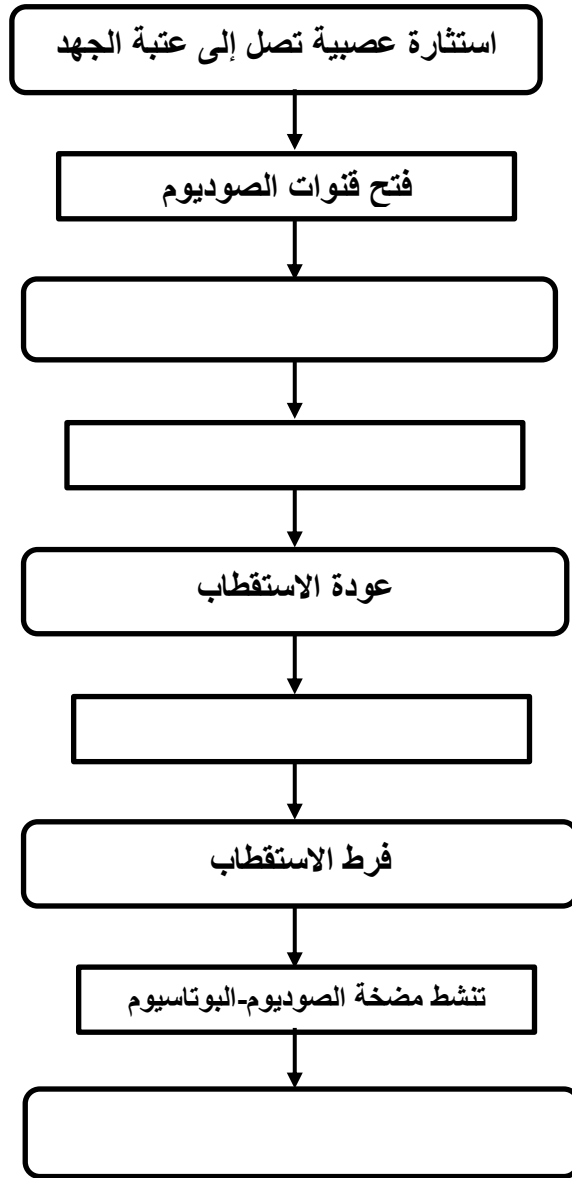 استثارة عصبية تصل إلى عتبة الجهد
فتح قنوات الصوديوم
عودة الاستقطاب
فرط الاستقطاب
تنشط مضخة الصوديوم-البوتاسيوم